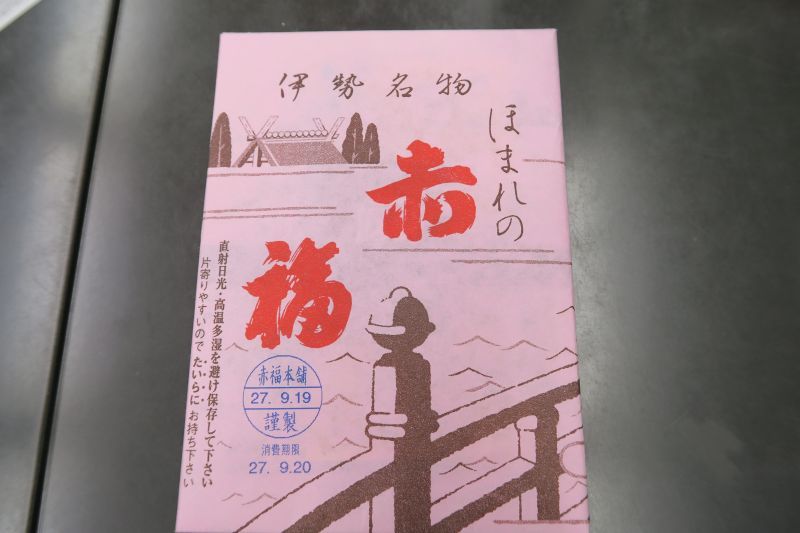 伊勢名物
ほまれの
赤
福
直射日光・高温多湿を避け保存して下さい
片寄りやすいので たいらに お持ち下さい
赤福本舗
27. 9.19
謹製
消費期限
27. 9.20